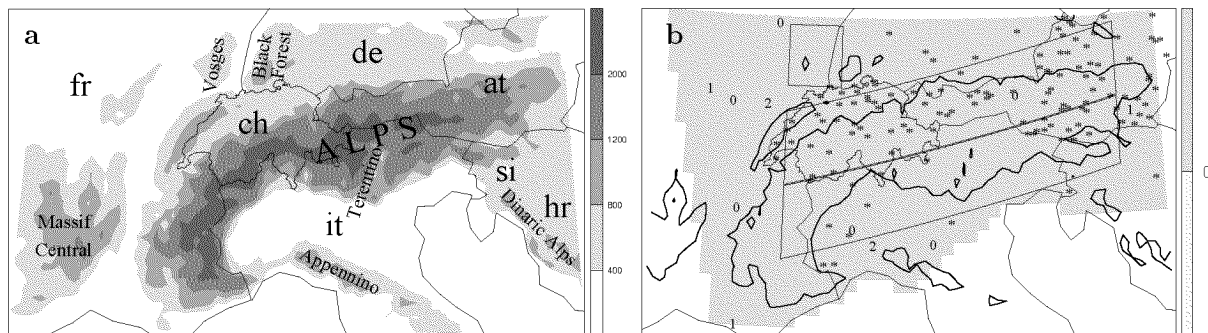 a
Vosges
Black
Forest
de
fr
at
ch
ALPS
Terentino
si
hr
Dinaric Alps
it
Massif
Central
Appennino
2000
1200
800
400
b
0
1
0
2
0
1
0
0
2
0
1